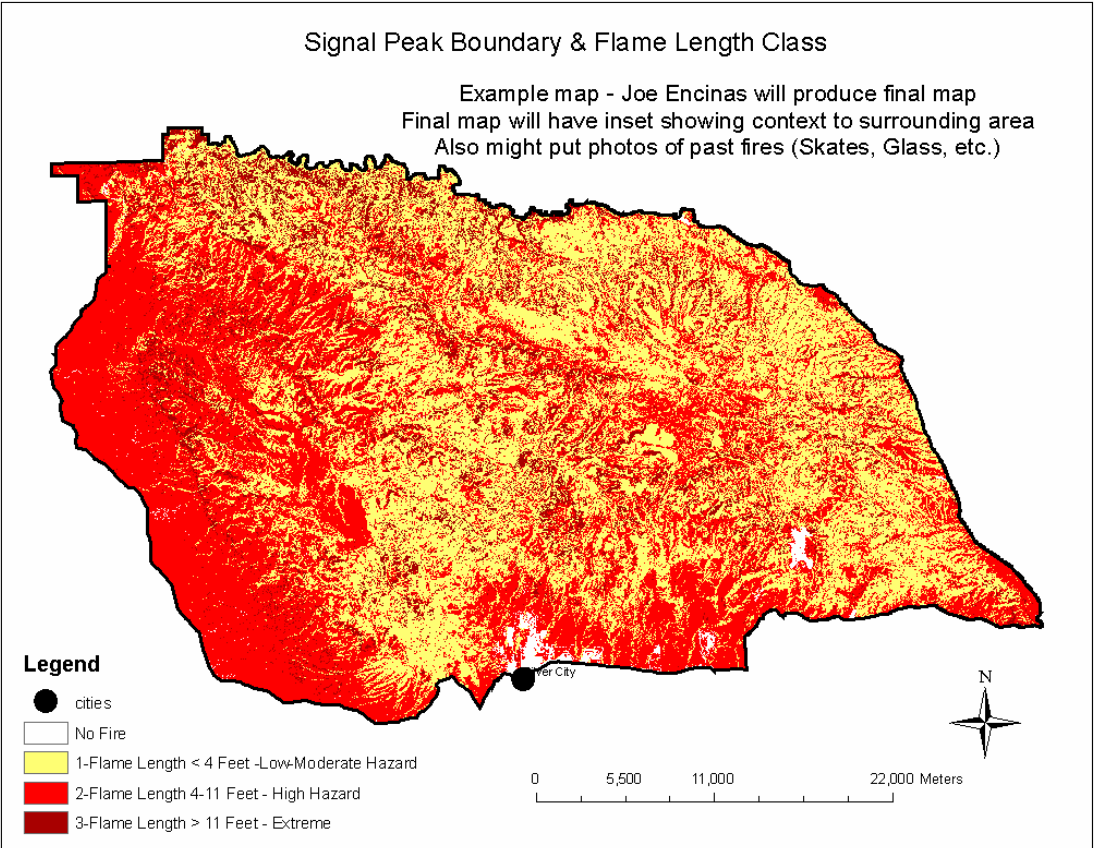 Signal Peak Boundary & Flame Length Class
Example map - Joe Encinas will produce final map
Final map will have inset showing context to surrounding area
Also might put photos of past fires (Skates, Glass, etc.)
ver City
Legend
cities
No Fire
1-Flame Length < 4 Feet -Low-Moderate Hazard
2-Flame Length 4-11 Feet - High Hazard
3-Flame Length > 11 Feet - Extreme
N
0 5,500 11,000 22,000 Meters